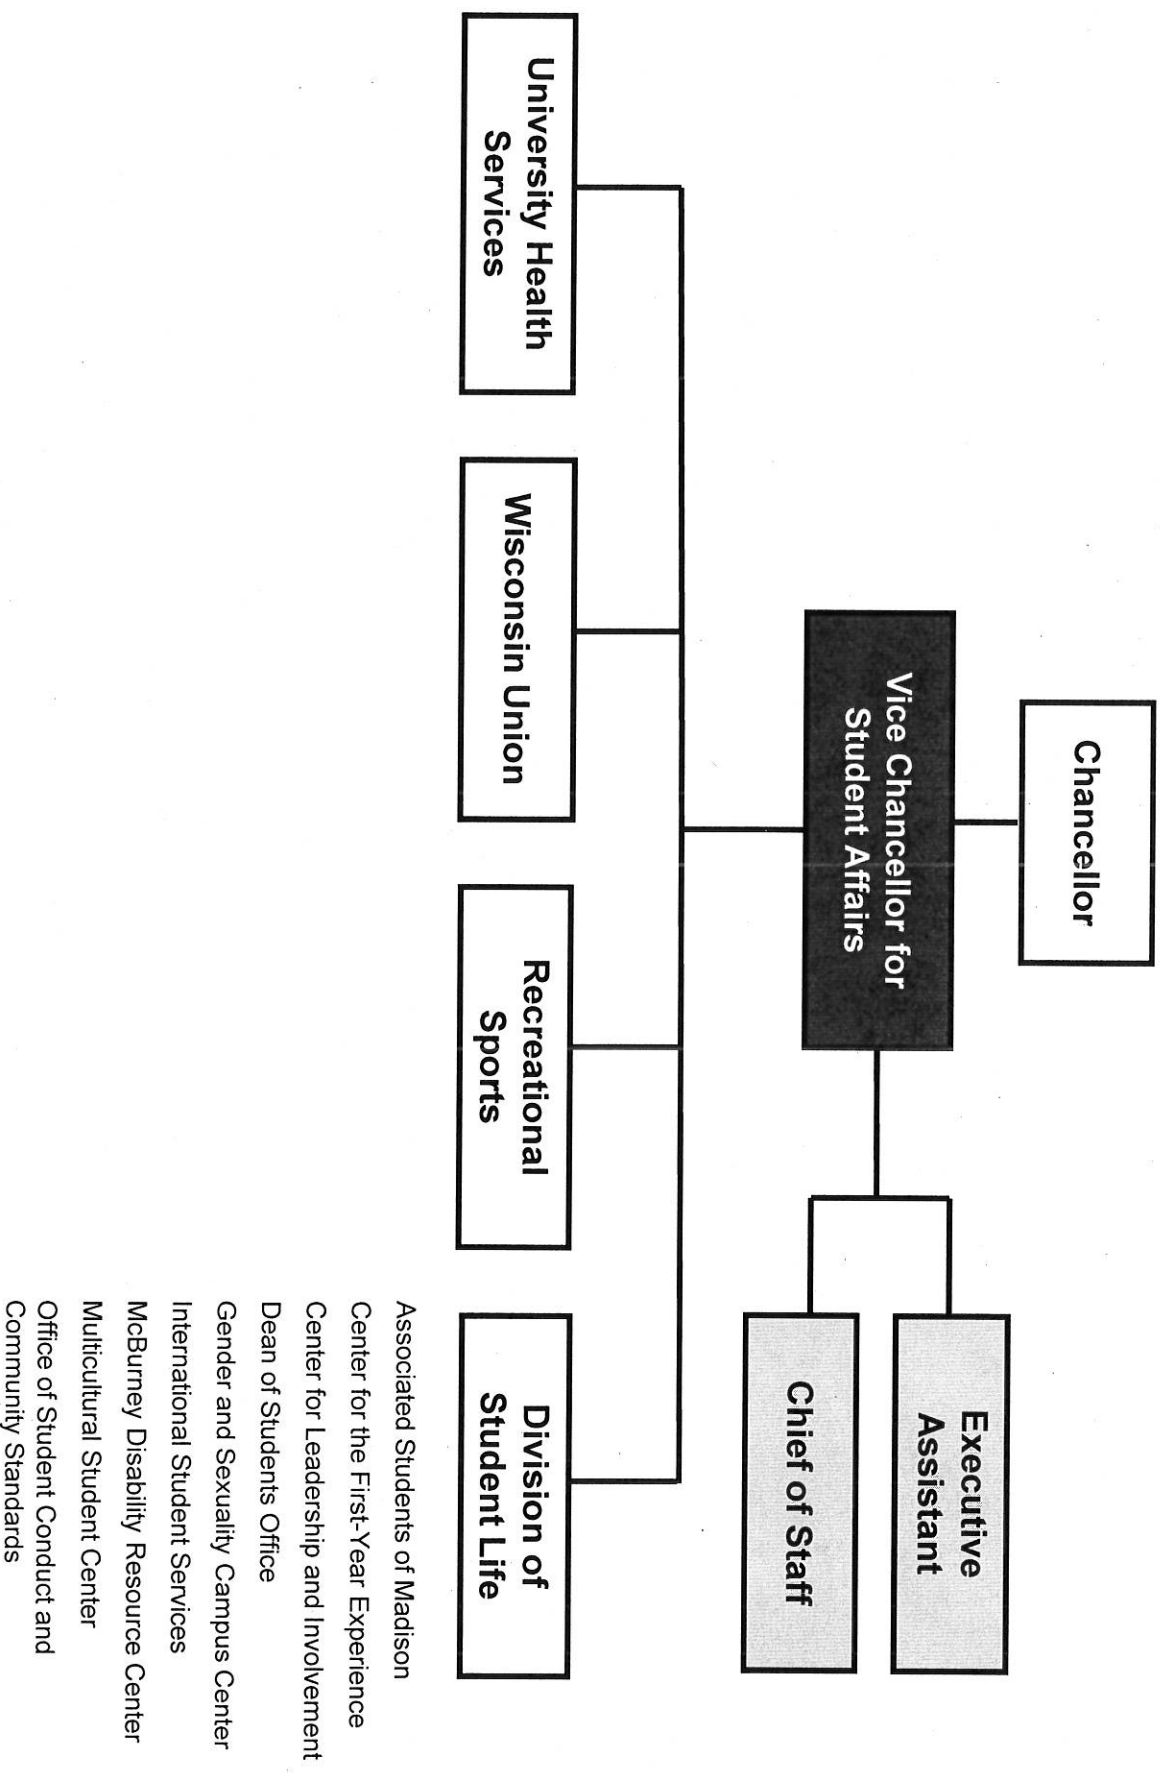 Chancellor
Vice Chancellor for
Student Affairs
Executive
Assistant
Chief of Staff
University Health
Services
Wisconsin Union
Recreational
Sports
Division of
Student Life
Associated Students of Madison
Center for the First-Year Experience
Center for Leadership and Involvement
Dean of Students Office
Gender and Sexuality Campus Center
International Student Services
McBurney Disability Resource Center
Multicultural Student Center
Office of Student Conduct and
Community Standards